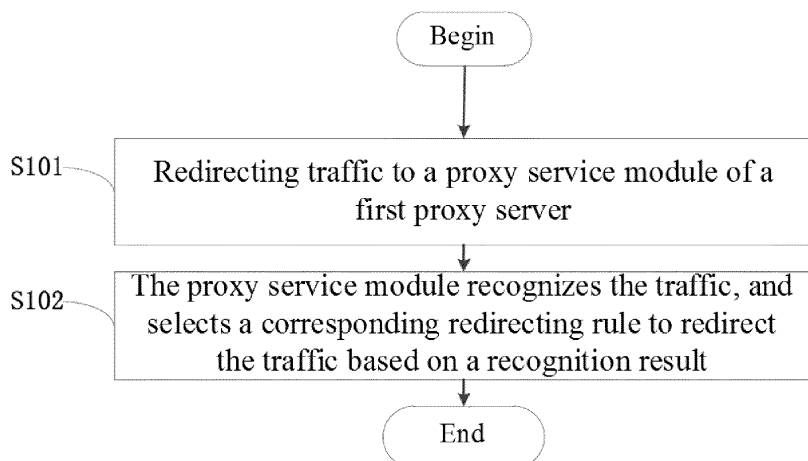 Begin
S101
Redirecting traffic to a proxy service module of a
first proxy server
S102
The proxy service module recognizes the traffic, and
selects a corresponding redirecting rule to redirect
the traffic based on a recognition result
End